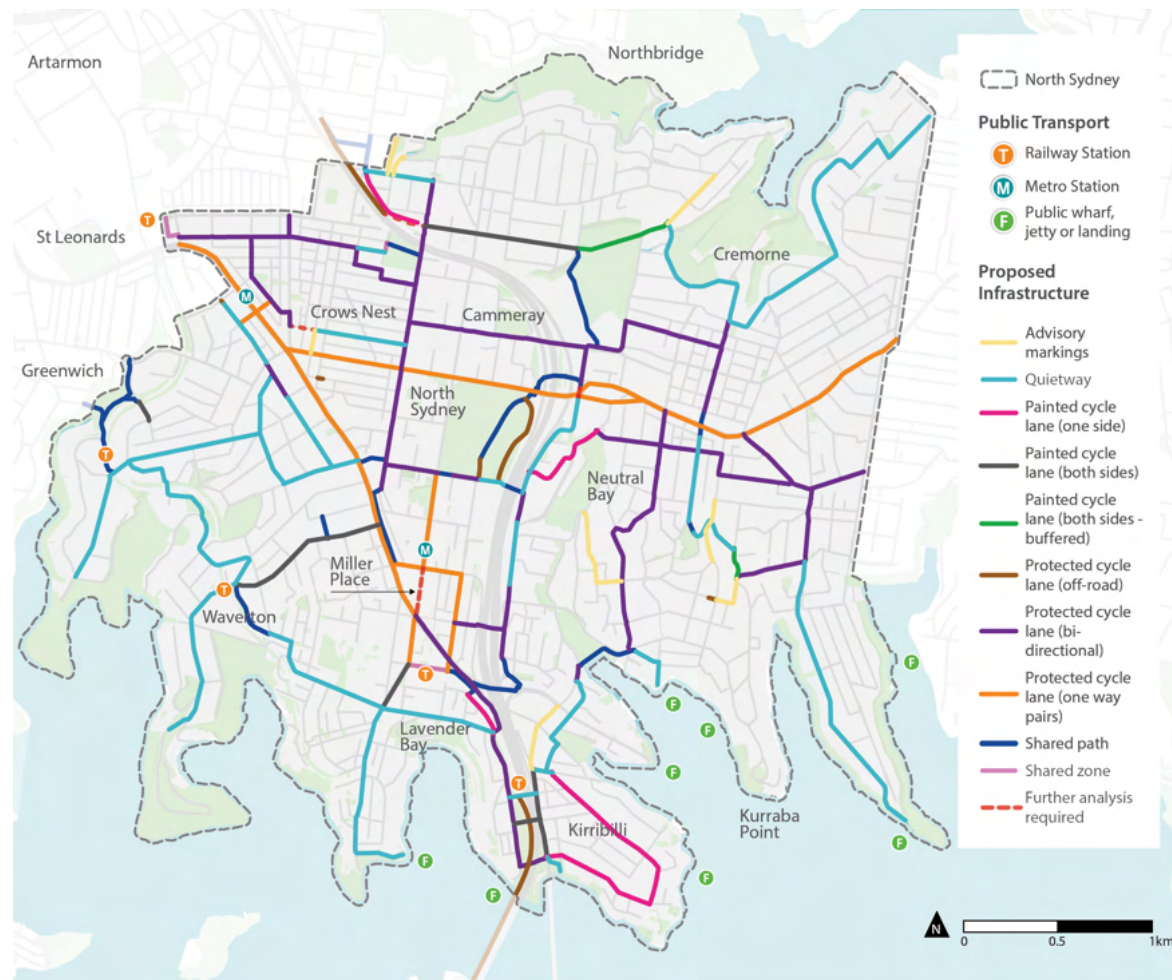 Artarmon
Northbridge
St Leonards
Cremorne
Crows Nest
Cammeray
Greenwich
North
Sydney
Neutral
Bay
Miller
Place
Waverton
Lavender
Bay
Kirribilli
Kurraba
Point
T
T
T
T
T
M
M
F
F
F
F
F
F
F
F
North Sydney
Public Transport
T Railway Station
M Metro Station
F Public wharf,
jetty or landing
Proposed
Infrastructure
Advisory
markings
Quietway
Painted cycle
lane (one
side)
Painted cycle
lane (both sides)
Painted cycle
lane (both sides -
buffered)
Protected cycle
lane (off-road)
Protected cycle
lane (bi-
directional)
Protected cycle
lane (one way
pairs)
Shared path
Shared zone
Further analysis
required
N
0 0.5 1km